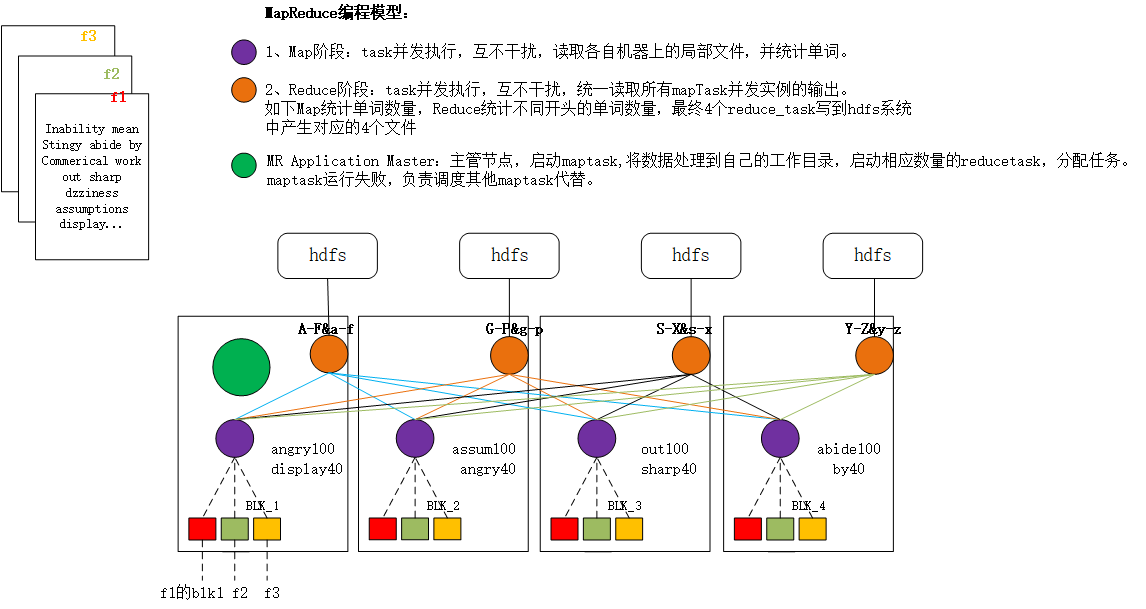 MapReduce编程模型：
f3
f2
f1
Inability mean
Stingy abide by
Commerical work
out sharp
dzziness
assumptions
display...
1、Map阶段：task并发执行，互不干扰，读取各自机器上的局部文件，并统计单词。
2、Reduce阶段：task并发执行，互不干扰，统一读取所有mapTask并发实例的输出。
如下Map统计单词数量，Reduce统计不同开头的单词数量，最终4个reduce_task写到hdfs系统
中产生对应的4个文件
MR Application Master：主管节点，启动maptask,将数据处理到自己的工作目录，启动相应数量的reducetask，分配任务。
maptask运行失败，负责调度其他maptask代替。
hdfs
hdfs
hdfs
hdfs
A-F&a-f
G-P&g-p
S-X&s-x
Y-Z&y-z
angry100
display40
assum100
angry40
out100
sharp40
abide100
by40
BLK_1
BLK_2
BLK_3
BLK_4
f1的blk1
f2
f3